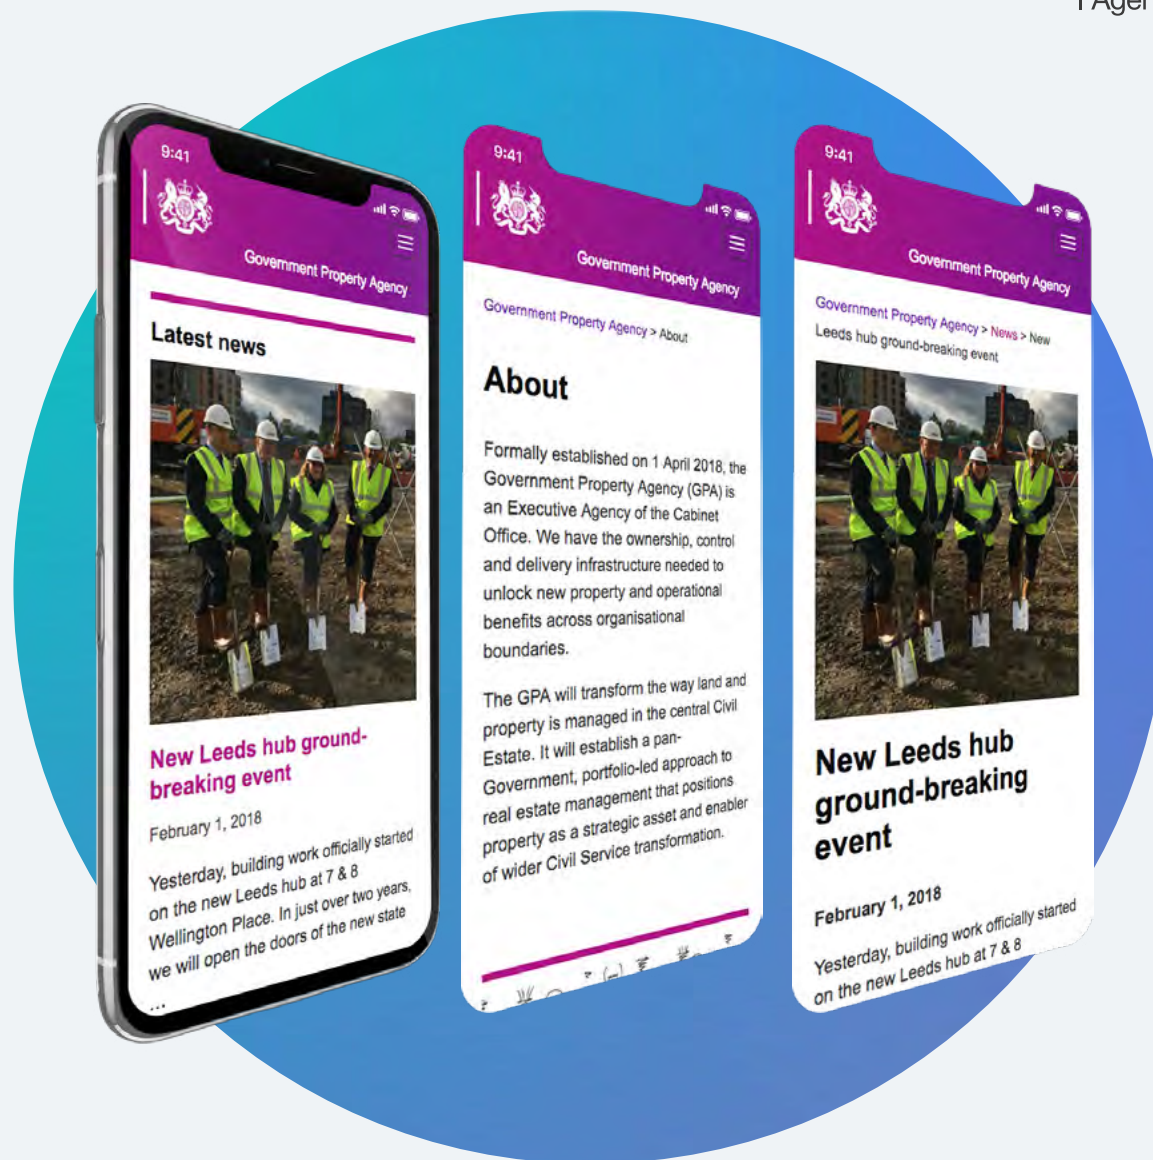 1 Ager
9:41
Government Property Agency
Latest news
New Leeds hub ground-
breaking event
February 1, 2018
Yesterday, building work officially started
on the new Leeds hub at 7 & 8
Wellington Place. In just over two years,
we will open the doors of the new state
...
9:41
Government Property Agency
Government Property Agency > About
About
Formally established on 1 April 2018, the
Government Property Agency (GPA) is
an Executive Agency of the Cabinet
Office. We have the ownership, control
and delivery infrastructure needed to
unlock new property and operational
benefits across organisational
boundaries.
The GPA will transform the way land and
property is managed in the central Civil
Estate. It will establish a pan-
Government, portfolio-led approach to
real estate management that positions
property as a strategic asset and enabler
of wider Civil Service transformation.
9:41
Government Property Agency
Government Property Agency > News > New
Leeds hub ground-breaking event
New Leeds hub
ground-breaking
event
February 1, 2018
Yesterday, building work officially started
on the new Leeds hub at 7 & 8